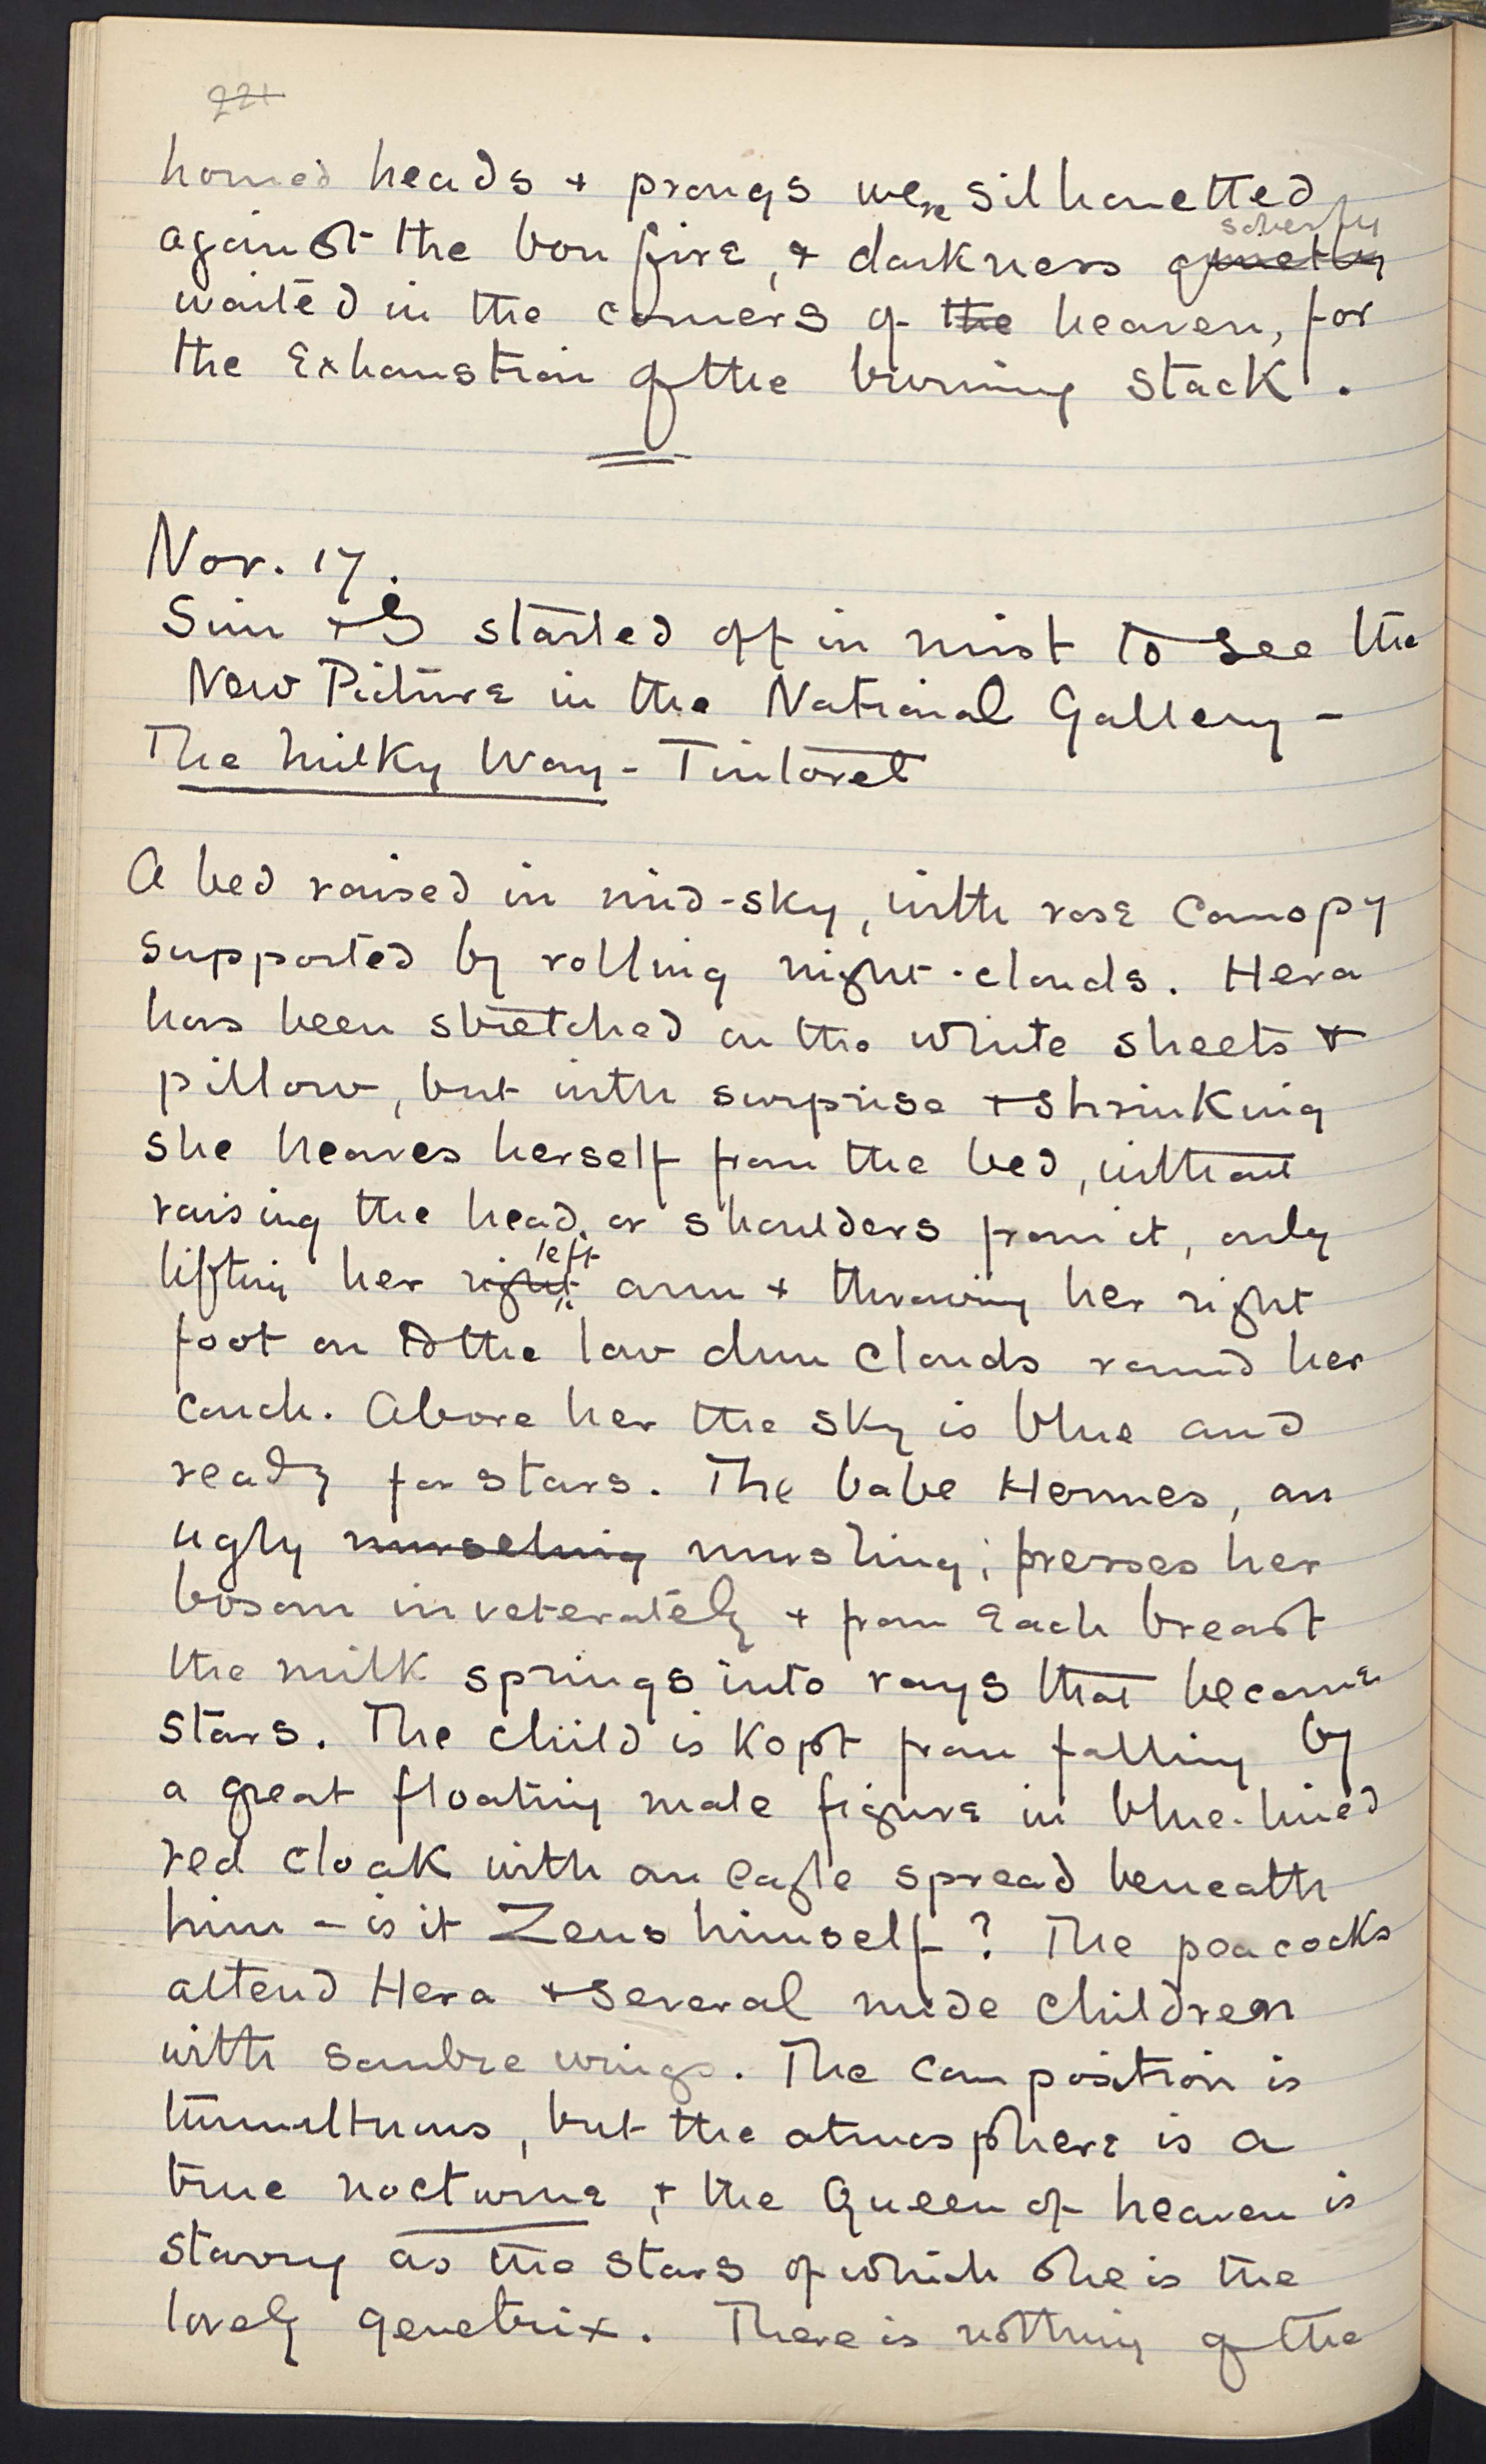 221
horned heads + prongs were silhouetted
soberly
against the bon fire, + darkness quietly
waited in the corners of the heaven, for
the Exhaustion of the burning stack.
Nov. 17.
Sim + I started off in mist to see the
New Picture in the National Gallery -
The Milky Way - Tintoret
A bed raised in mid-sky, with rose Canopy
supported by rolling night-clouds. Hera
has been stretched on the white sheets +
pillow, but with surprise + shrinking
she heaves herself from the bed, without
raising the head or shoulders from it, only
left
lifting her right arm + throwing her right
foot on to the low dun clouds round her
couch. Above her the sky is blue and
ready for stars. The babe Hermes, an
ugly nurseling nursling, presses her
bosom inveterately + from Each breast
the milk springs into rays that become
stars. The child is kept from falling by
a great floating male figure in blue-lined
red cloak with an eagle spread beneath
him - is it Zeus himself? The peacocks
attend Hera + several nude children
with sombre wings. The composition is
tumultuous, but the atmosphere is a
true nocturne, + the Queen of heaven is
starry as the stars of which she is the
lovely genetrix. There is nothing of the